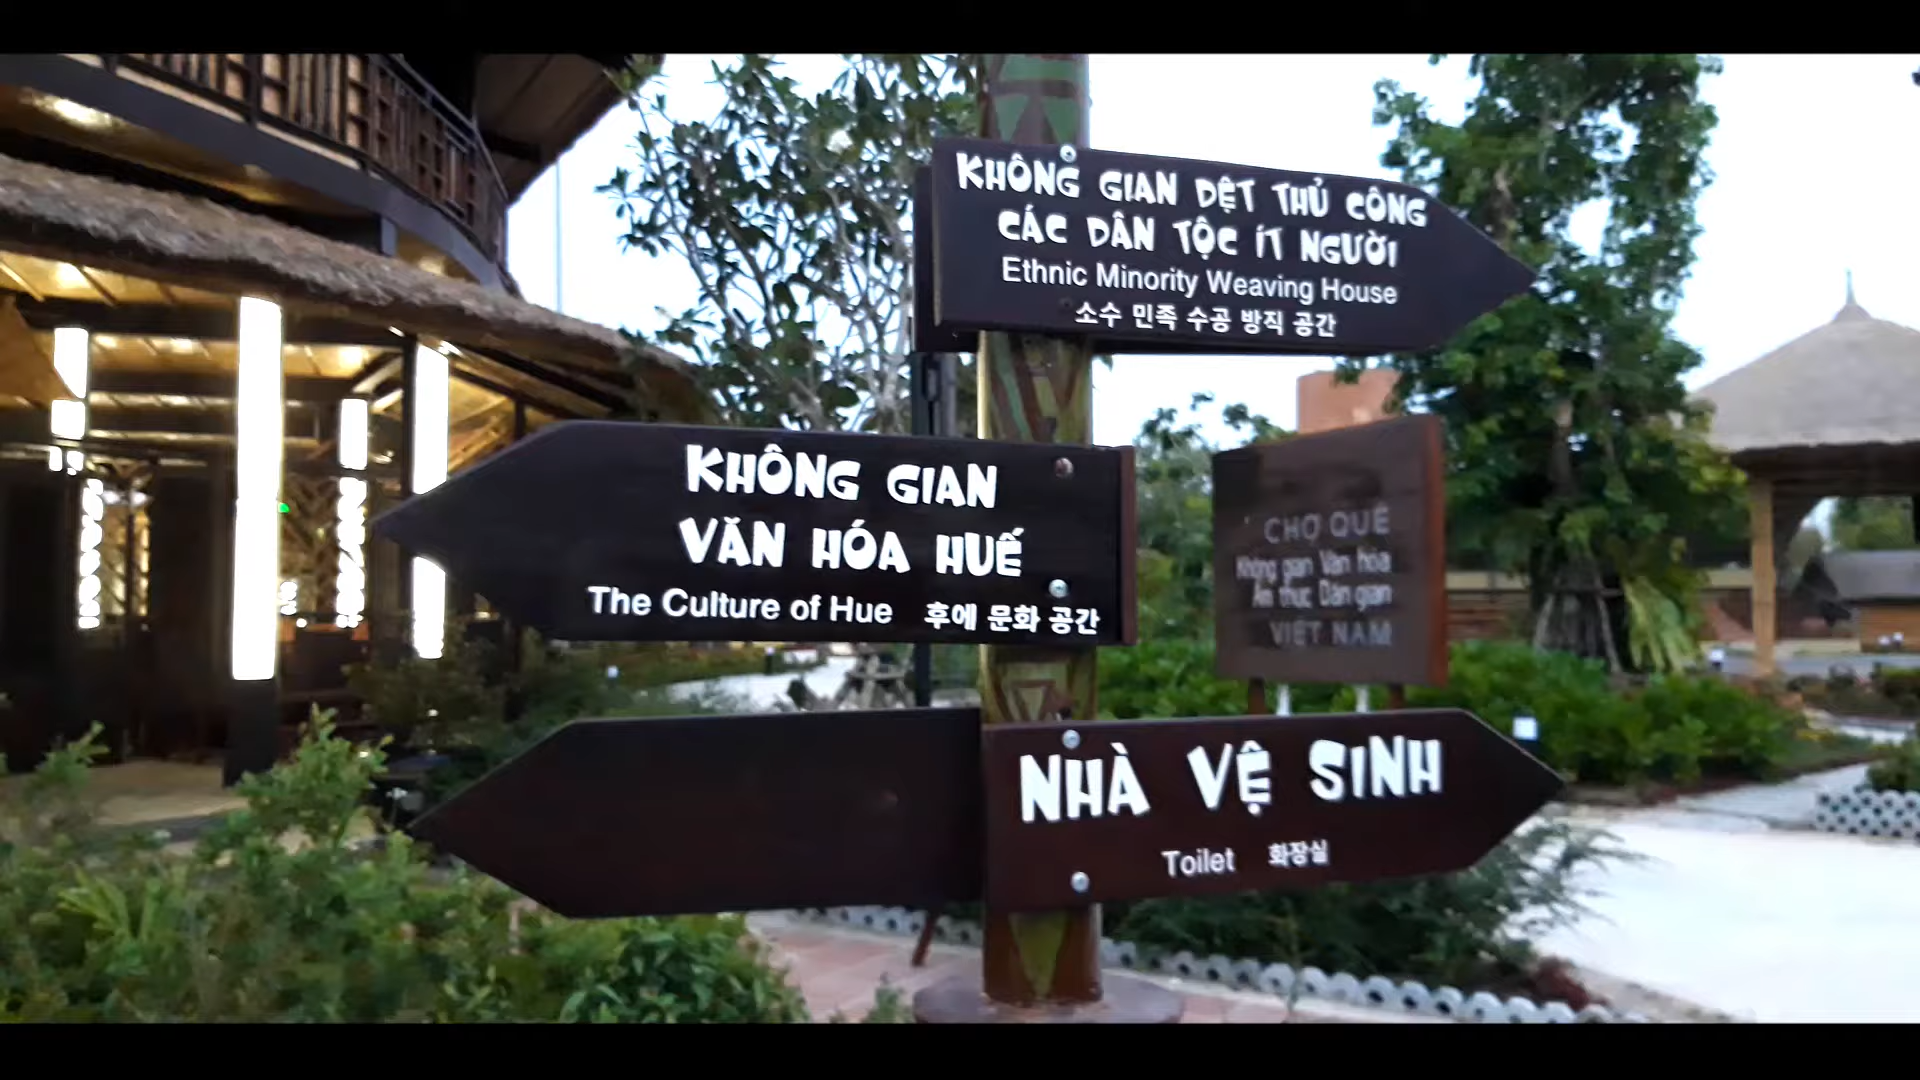 KHÔNG GIAN DỆT THỦ CÔNG
CÁC DÂN TỘC ÍT NGƯỜI
Ethnic Minority Weaving House
소수 민족 수공 방직 공간
KHÔNG GIAN
VĂN HÓA HUẾ
The Culture of Hue 후에 문화 공간
CHỢ QUÊ
Không gian Văn hóa
Ẩm thực Dân gian
VIỆT NAM
NHÀ VỆ SINH
Toilet 화장실